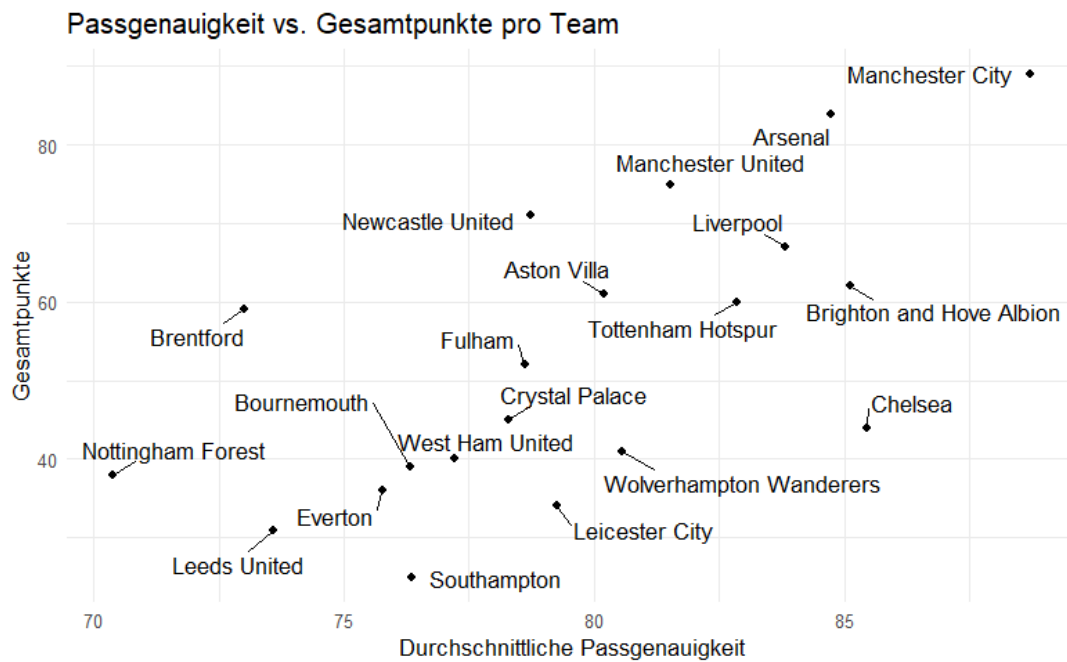 Passgenauigkeit vs. Gesamtpunkte pro Team
Manchester City
Arsenal
80
Manchester United
Newcastle United
Liverpool
Aston Villa
Gesamtpunkte
60
Brighton and Hove Albion
Tottenham Hotspur
Brentford
Fulham
Crystal Palace
Bournemouth
Chelsea
West Ham United
Nottingham Forest
40
Wolverhampton Wanderers
Everton
Leicester City
Leeds United
Southampton
70 75 80 85
Durchschnittliche Passgenauigkeit